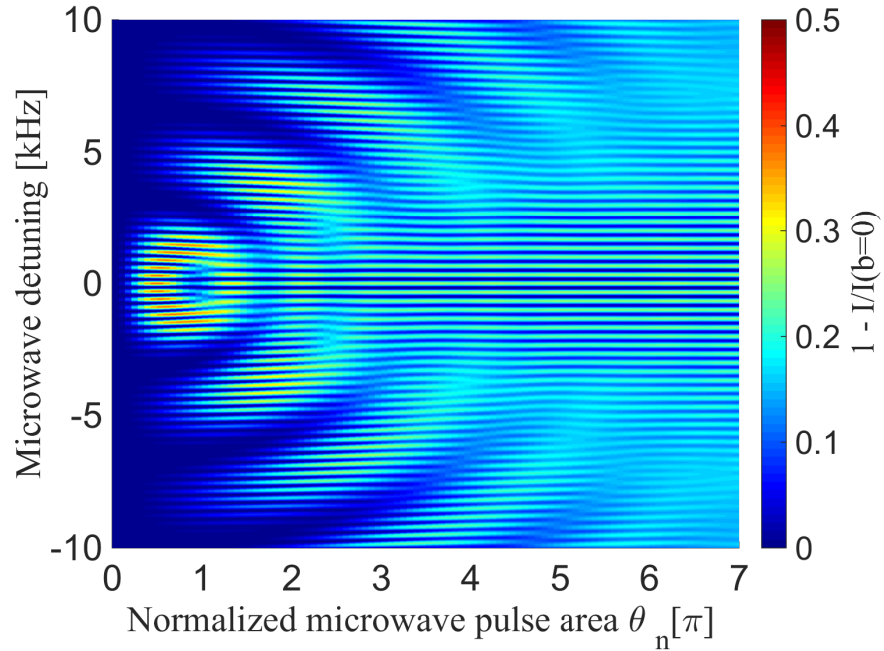 10
5
0
-5
-10
Microwave detuning [kHz]
0 1 2 3 4 5 6 7
Normalized microwave pulse area θ n[π]
0.5
0.4
0.3
0.2
0.1
0
1 - I/I(b=0)